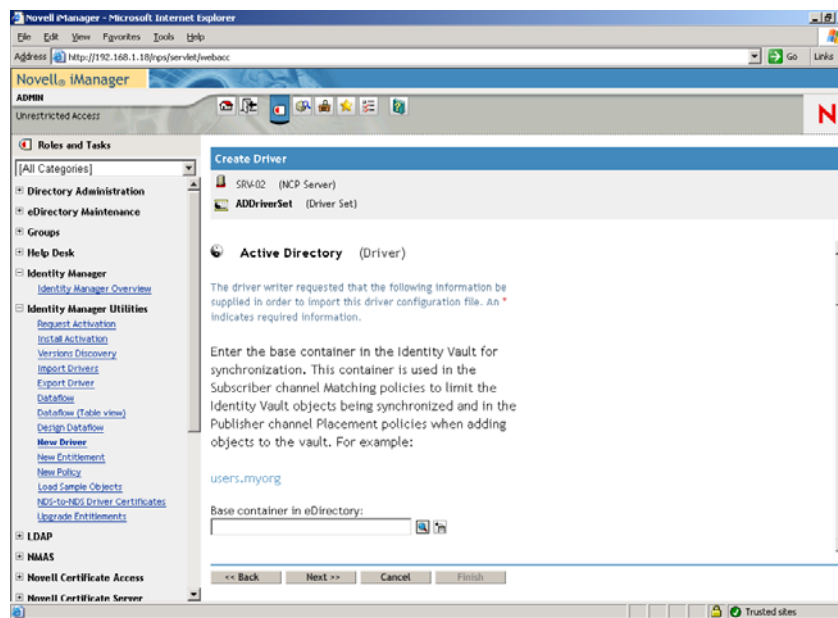 Novell iManager - Microsoft Internet Explorer
File Edit View Favorites Tools Help
Address http://192.168.1.18/nps/servlet/webacc Go Links
Novell® iManager
ADMIN
Unrestricted Access
N
Roles and Tasks
[All Categories]
Directory Administration
eDirectory Maintenance
Groups
Help Desk
Identity Manager
Identity Manager Overview
Identity Manager Utilities
Request Activation
Install Activation
Versions Discovery
Import Drivers
Export Driver
Dataflow
Dataflow (Table view)
Design Dataflow
New Driver
New Entitlement
New Policy
Load Sample Objects
NDS-to-NDS Driver Certificates
Upgrade Entitlements
LDAP
NMAS
Novell Certificate Access
Novell Certificate Server
Create Driver
SRV-02 (NCP Server)
ADDriverSet (Driver Set)
Active Directory (Driver)
The driver writer requested that the following information be
supplied in order to import this driver configuration file. An *
indicates required information.
Enter the base container in the Identity Vault for
synchronization. This container is used in the
Subscriber channel Matching policies to limit the
Identity Vault objects being synchronized and in the
Publisher channel Placement policies when adding
objects to the vault. For example:
users.myorg
Base container in eDirectory:
<< Back Next >> Cancel Finish
Trusted sites